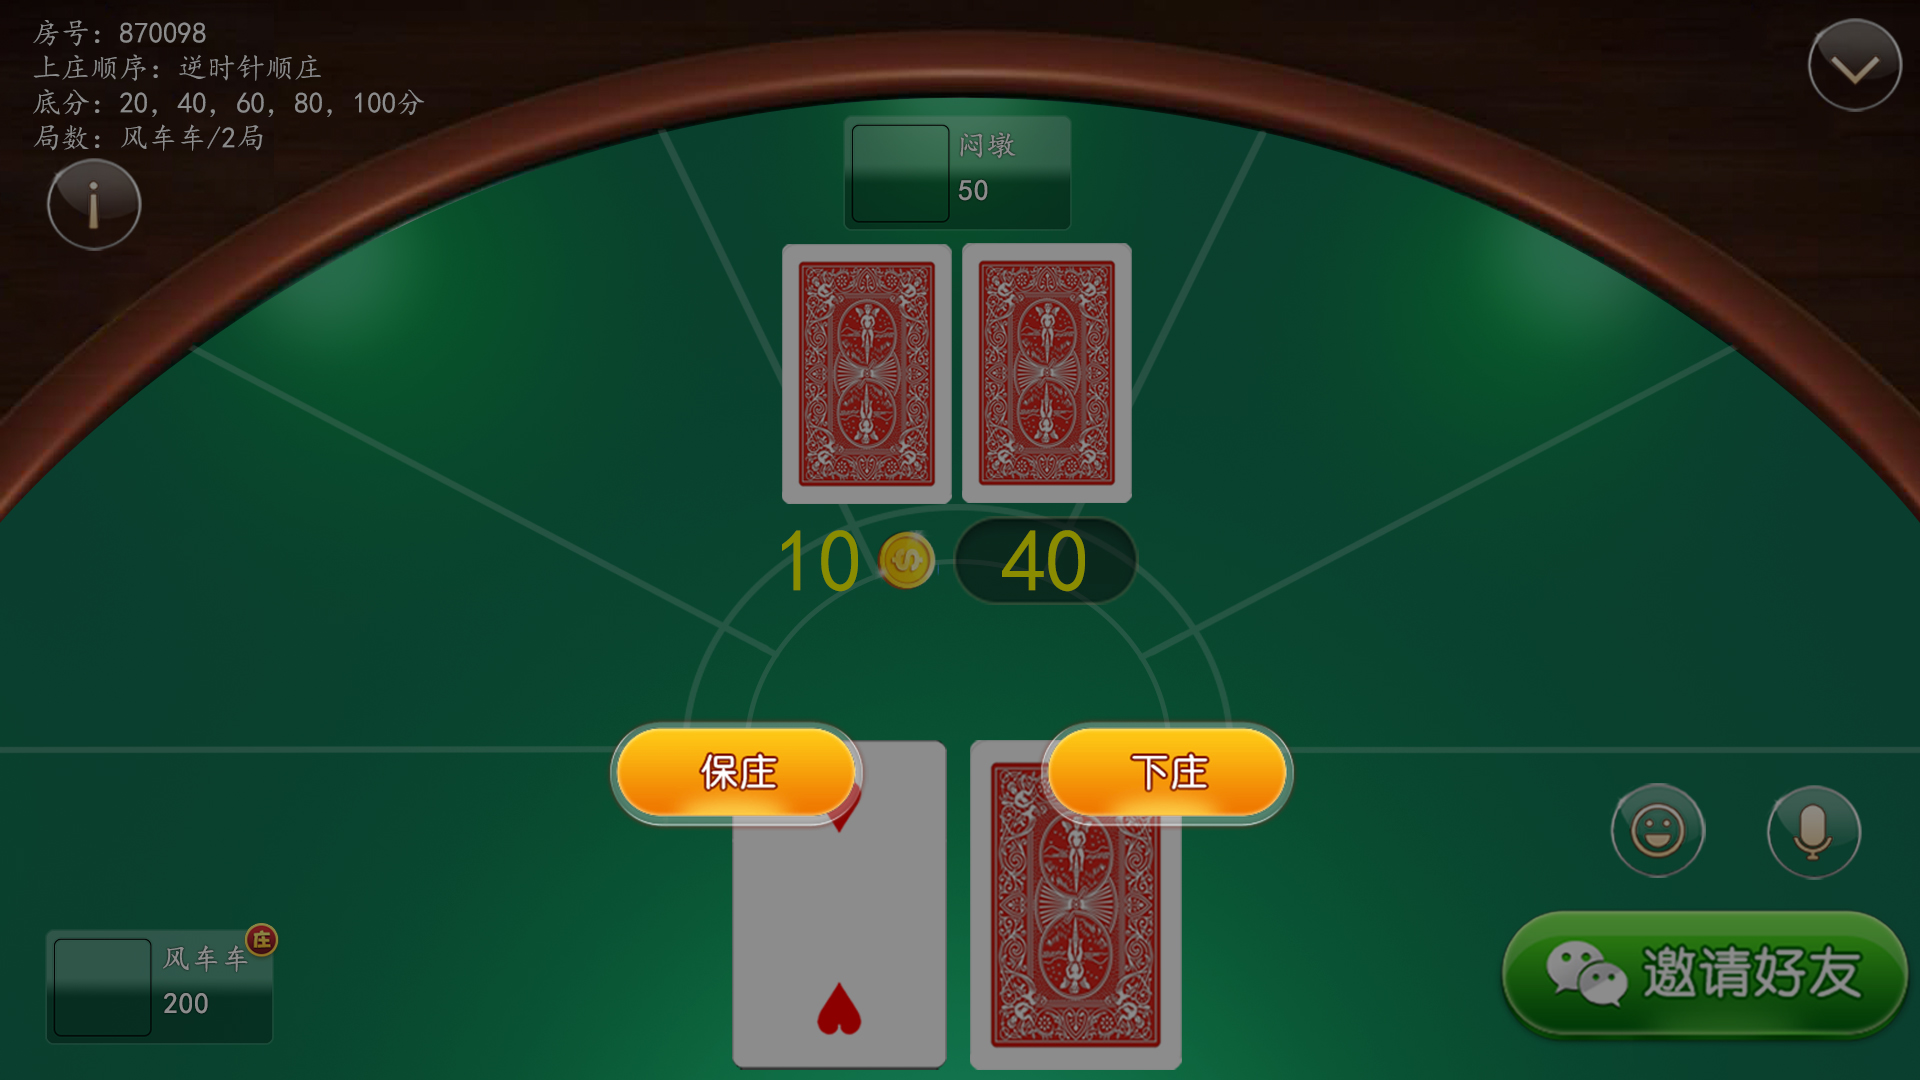 房号：870098
上庄顺序：逆时针顺庄
底分：20，40，60，80，100分
局数：风车车/2局
闷墩
50
10
40
保庄
下庄
风车车
庄
200
邀请好友